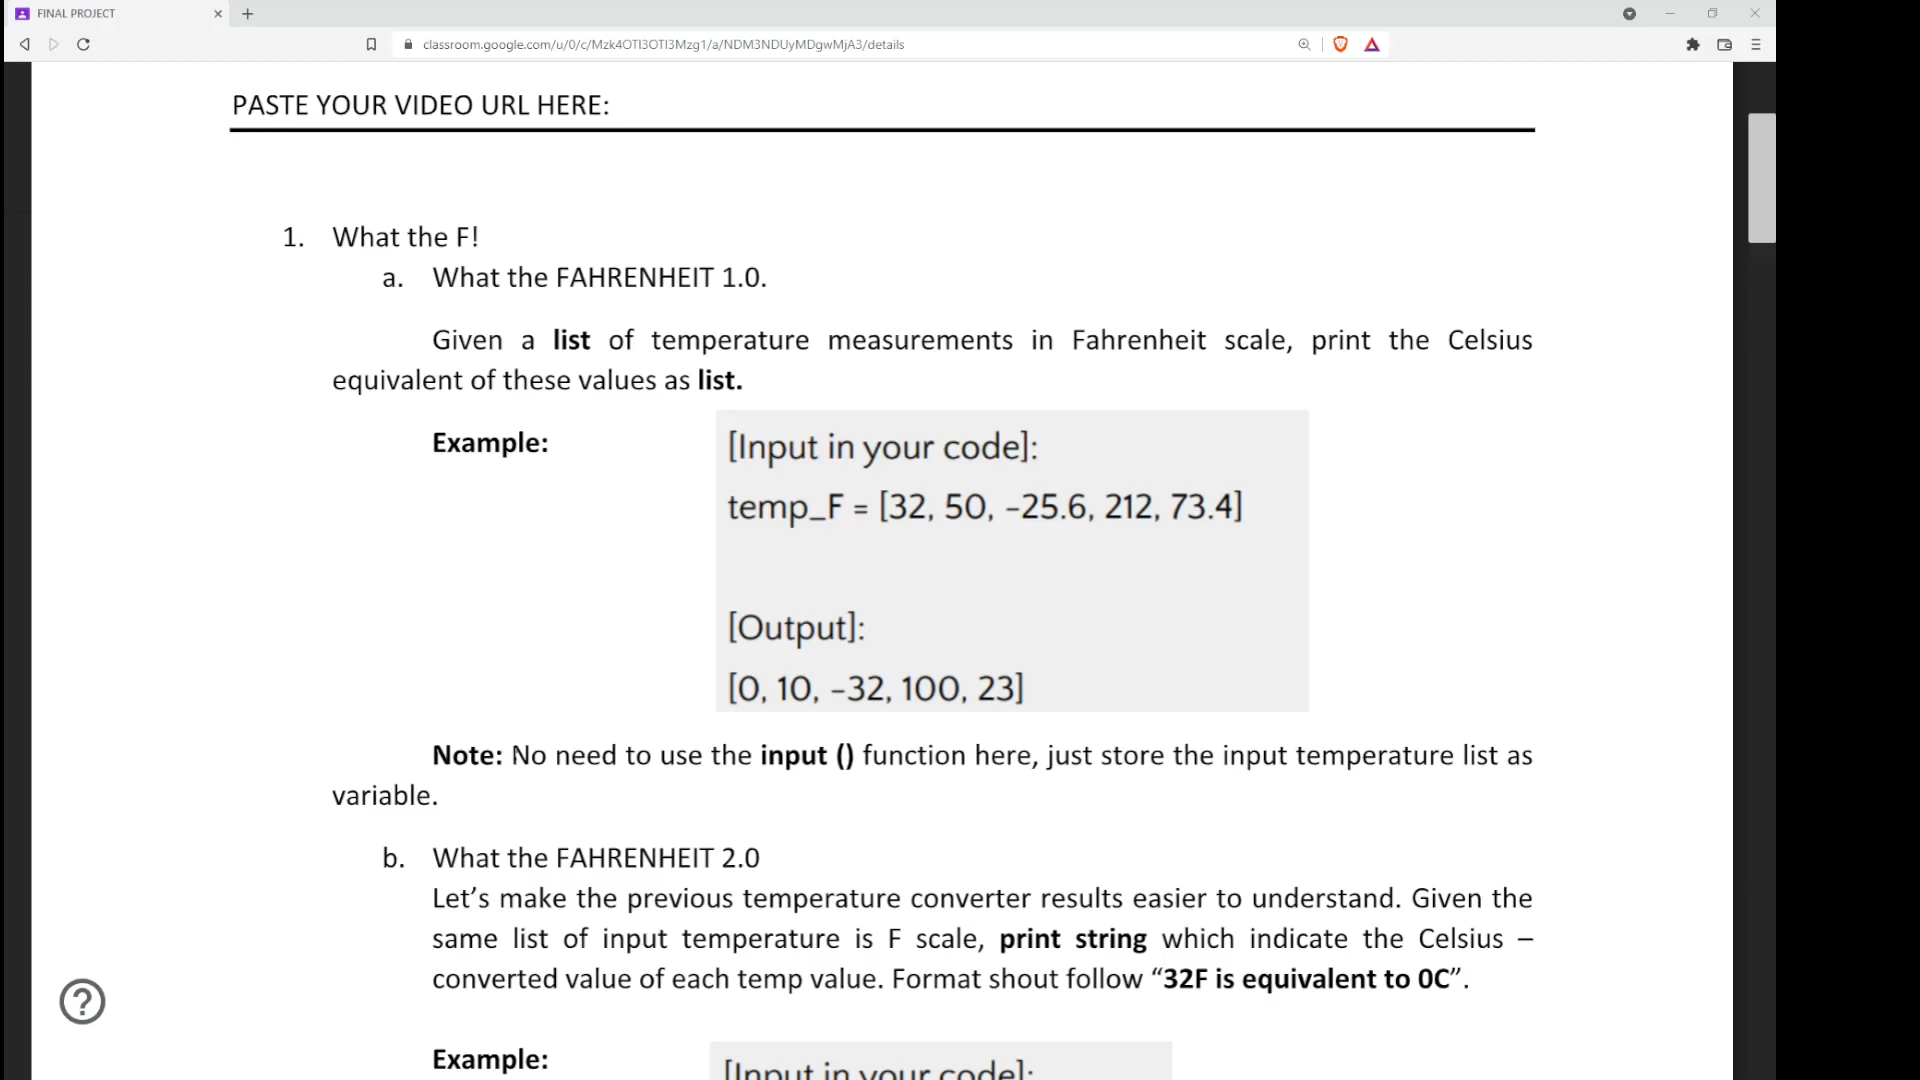 FINAL PROJECT
classroom.google.com/u/0/c/Mzk4OTI3OTI3Mzg1/a/NDM3NDUyMDgwMjA3/details
PASTE YOUR VIDEO URL HERE:
1. What the F!
a. What the FAHRENHEIT 1.0.
Given a list of temperature measurements in Fahrenheit scale, print the Celsius
equivalent of these values as list.
Example:
[Input in your code]:
temp_F = [32, 50, -25.6, 212, 73.4]
[Output]:
[0, 10, -32, 100, 23]
Note: No need to use the input () function here, just store the input temperature list as
variable.
b. What the FAHRENHEIT 2.0
Let's make the previous temperature converter results easier to understand. Given the
same list of input temperature is F scale, print string which indicate the Celsius –
converted value of each temp value. Format shout follow “32F is equivalent to 0C”.
Example:
[Input in your code]: